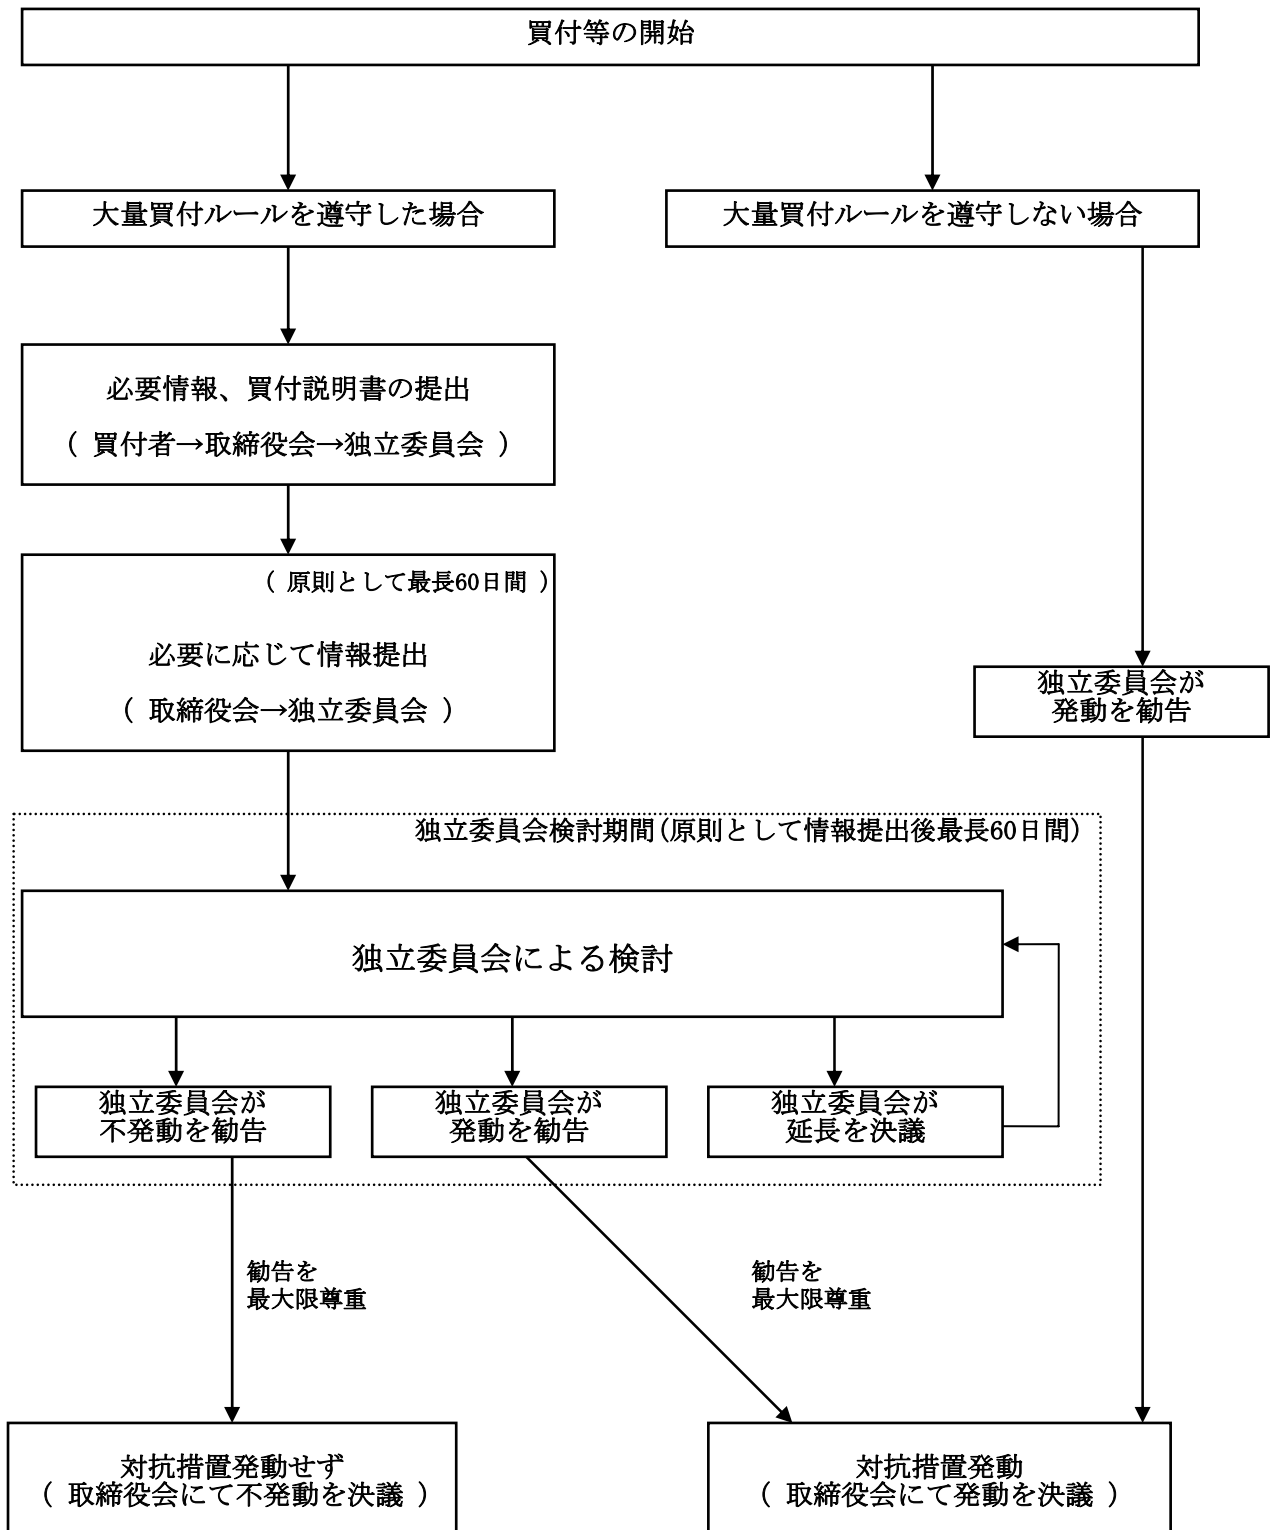 買付等の開始
大量買付ルールを遵守した場合
大量買付ルールを遵守しない場合
必要情報、買付説明書の提出
( 買付者→取締役会→独立委員会 )
( 原則として最長60日間 )
必要に応じて情報提出
( 取締役会→独立委員会 )
独立委員会が
発動を勧告
独立委員会検討期間(原則として情報提出後最長60日間)
独立委員会による検討
独立委員会が
不発動を勧告
独立委員会が
発動を勧告
独立委員会が
延長を決議
勧告を
最大限尊重
勧告を
最大限尊重
対抗措置発動せず
( 取締役会にて不発動を決議 )
対抗措置発動
( 取締役会にて発動を決議 )